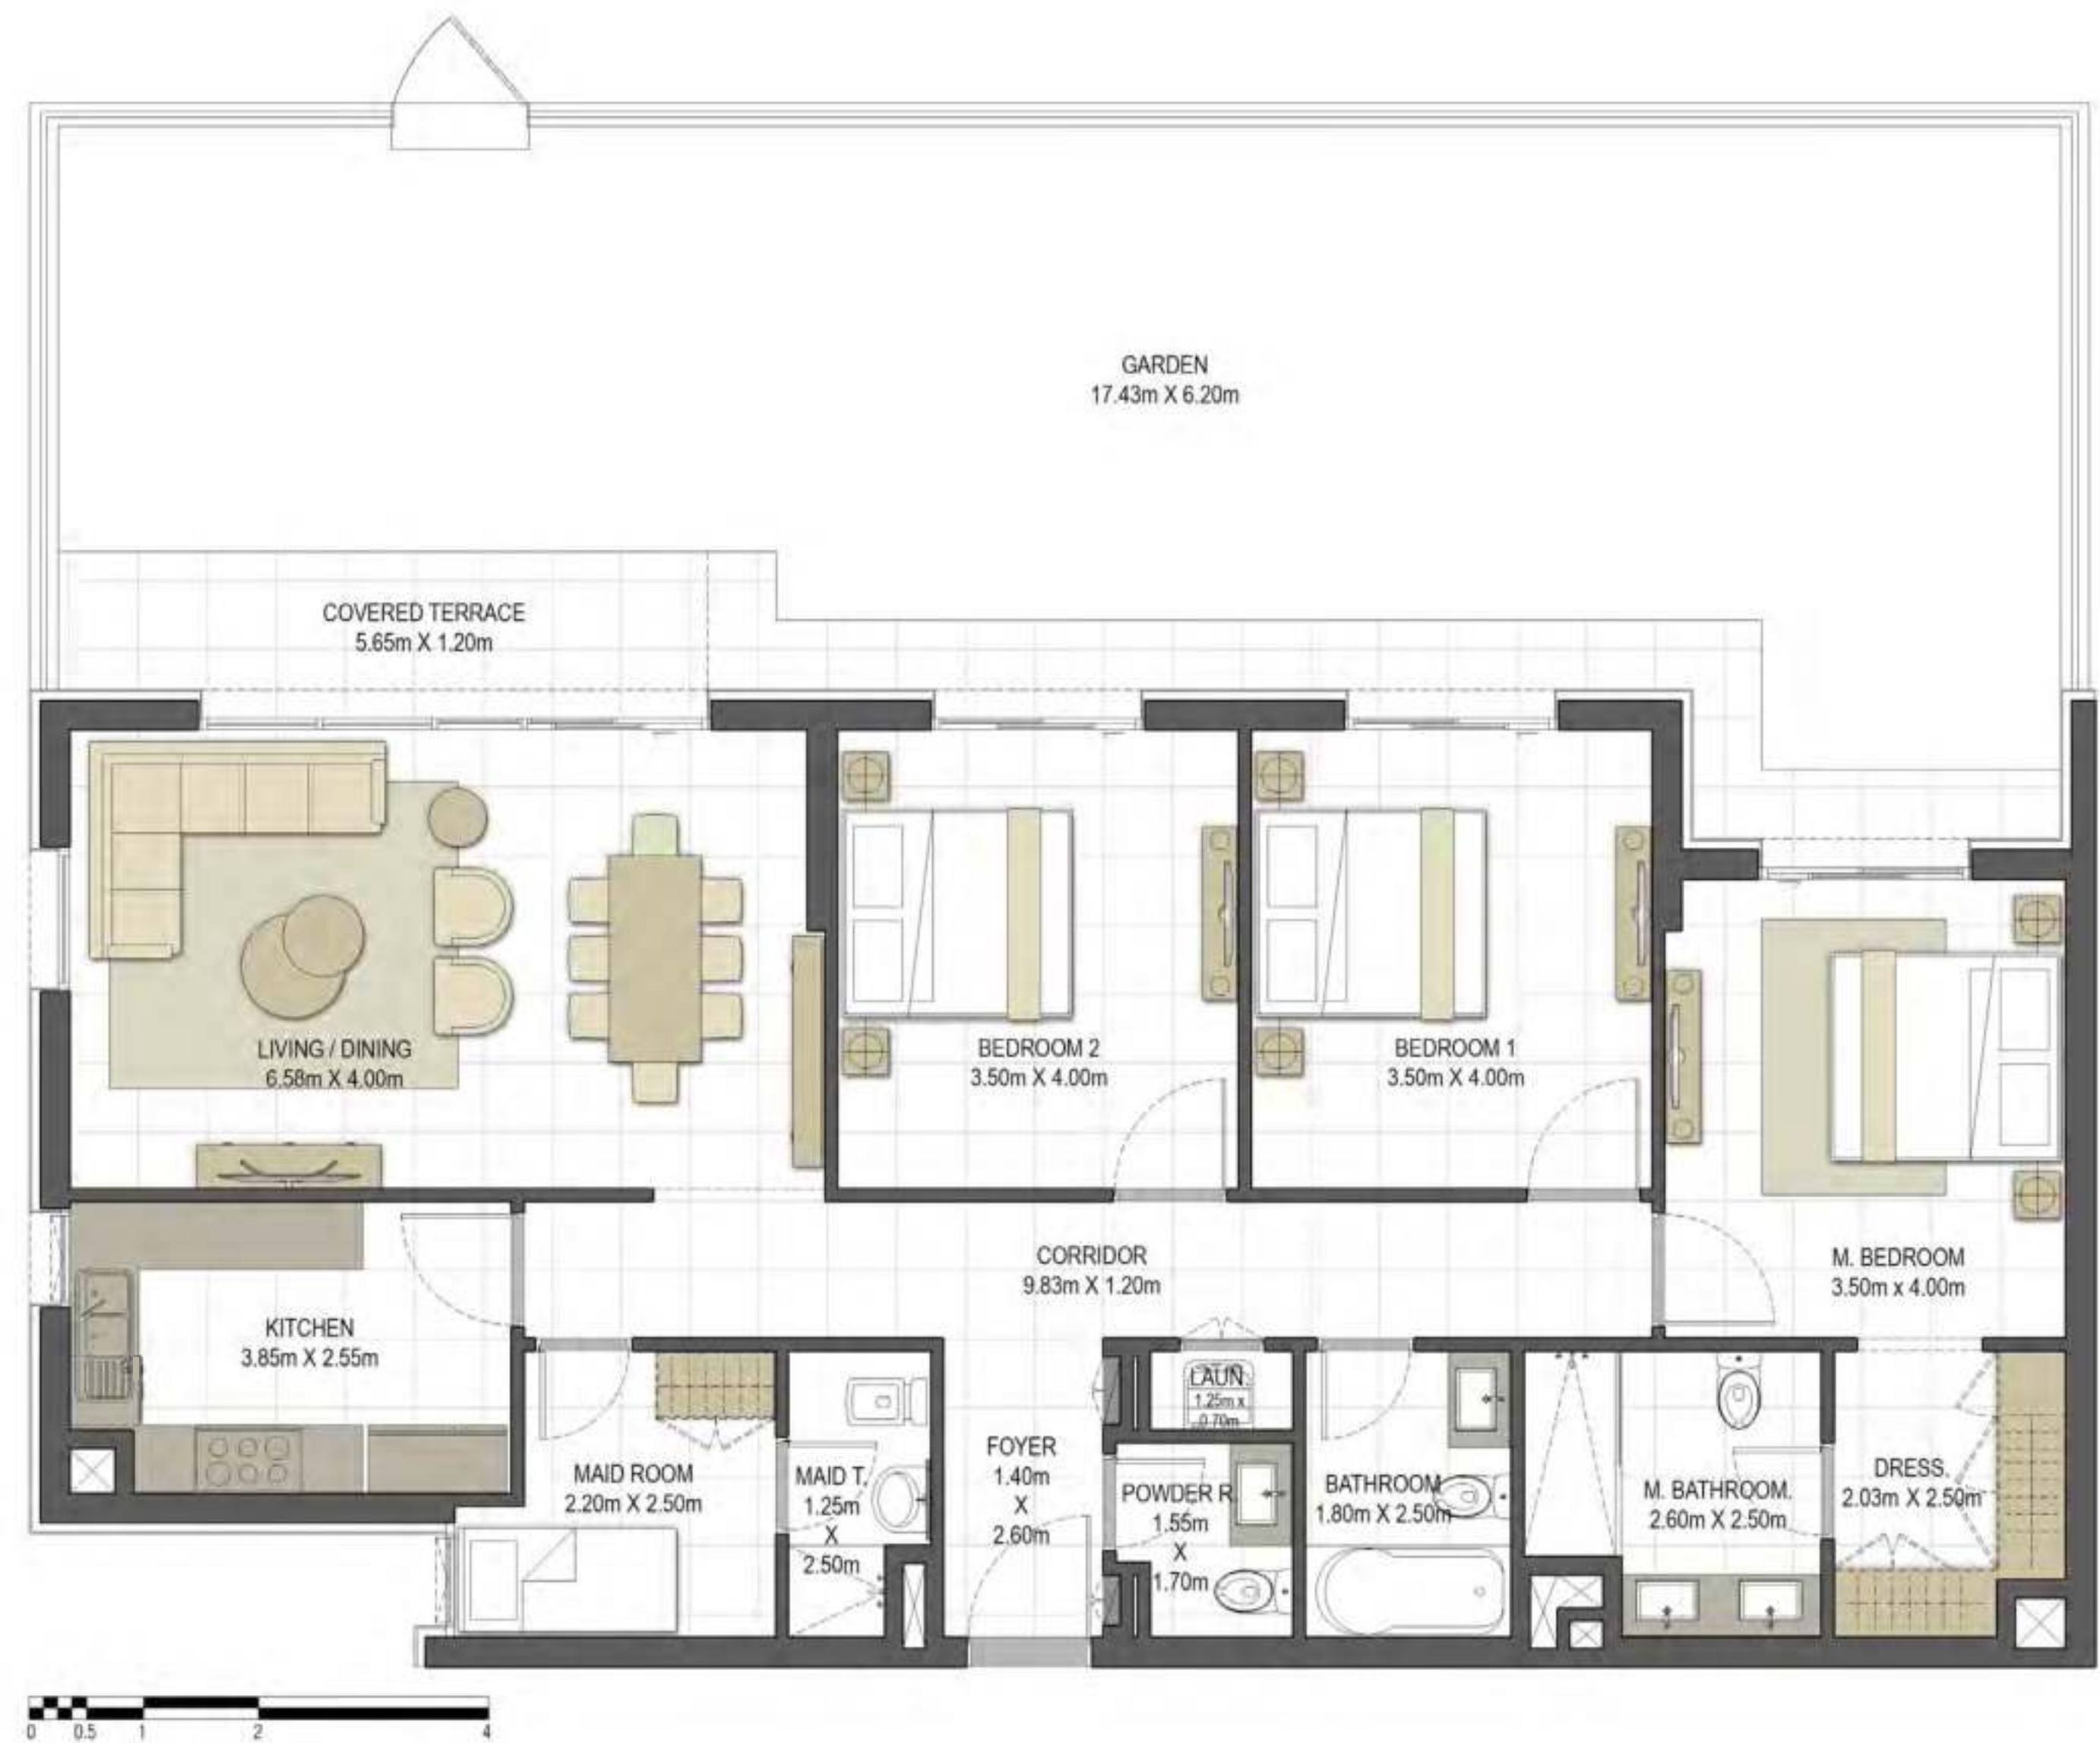 GARDEN
17.43m X 6.20m
COVERED TERRACE
5.65m X 1.20m
LIVING / DINING
6.58m X 4.00m
BEDROOM 2
3.50m X 4.00m
BEDROOM 1
3.50m X 4.00m
M. BEDROOM
3.50m x 4.00m
CORRIDOR
9.83m X 1.20m
KITCHEN
3.85m X 2.55m
MAID ROOM
2.20m X 2.50m
MAID T.
1.25m
X
2.50m
FOYER
1.40m
X
2.60m
LAUN.
1.25m x
0.70m
POWDER R.
1.55m
X
1.70m
BATHROOM
1.80m X 2.50m
M. BATHROOM.
2.60m X 2.50m
DRESS.
2.03m X 2.50m
0 0.5 1 2 4